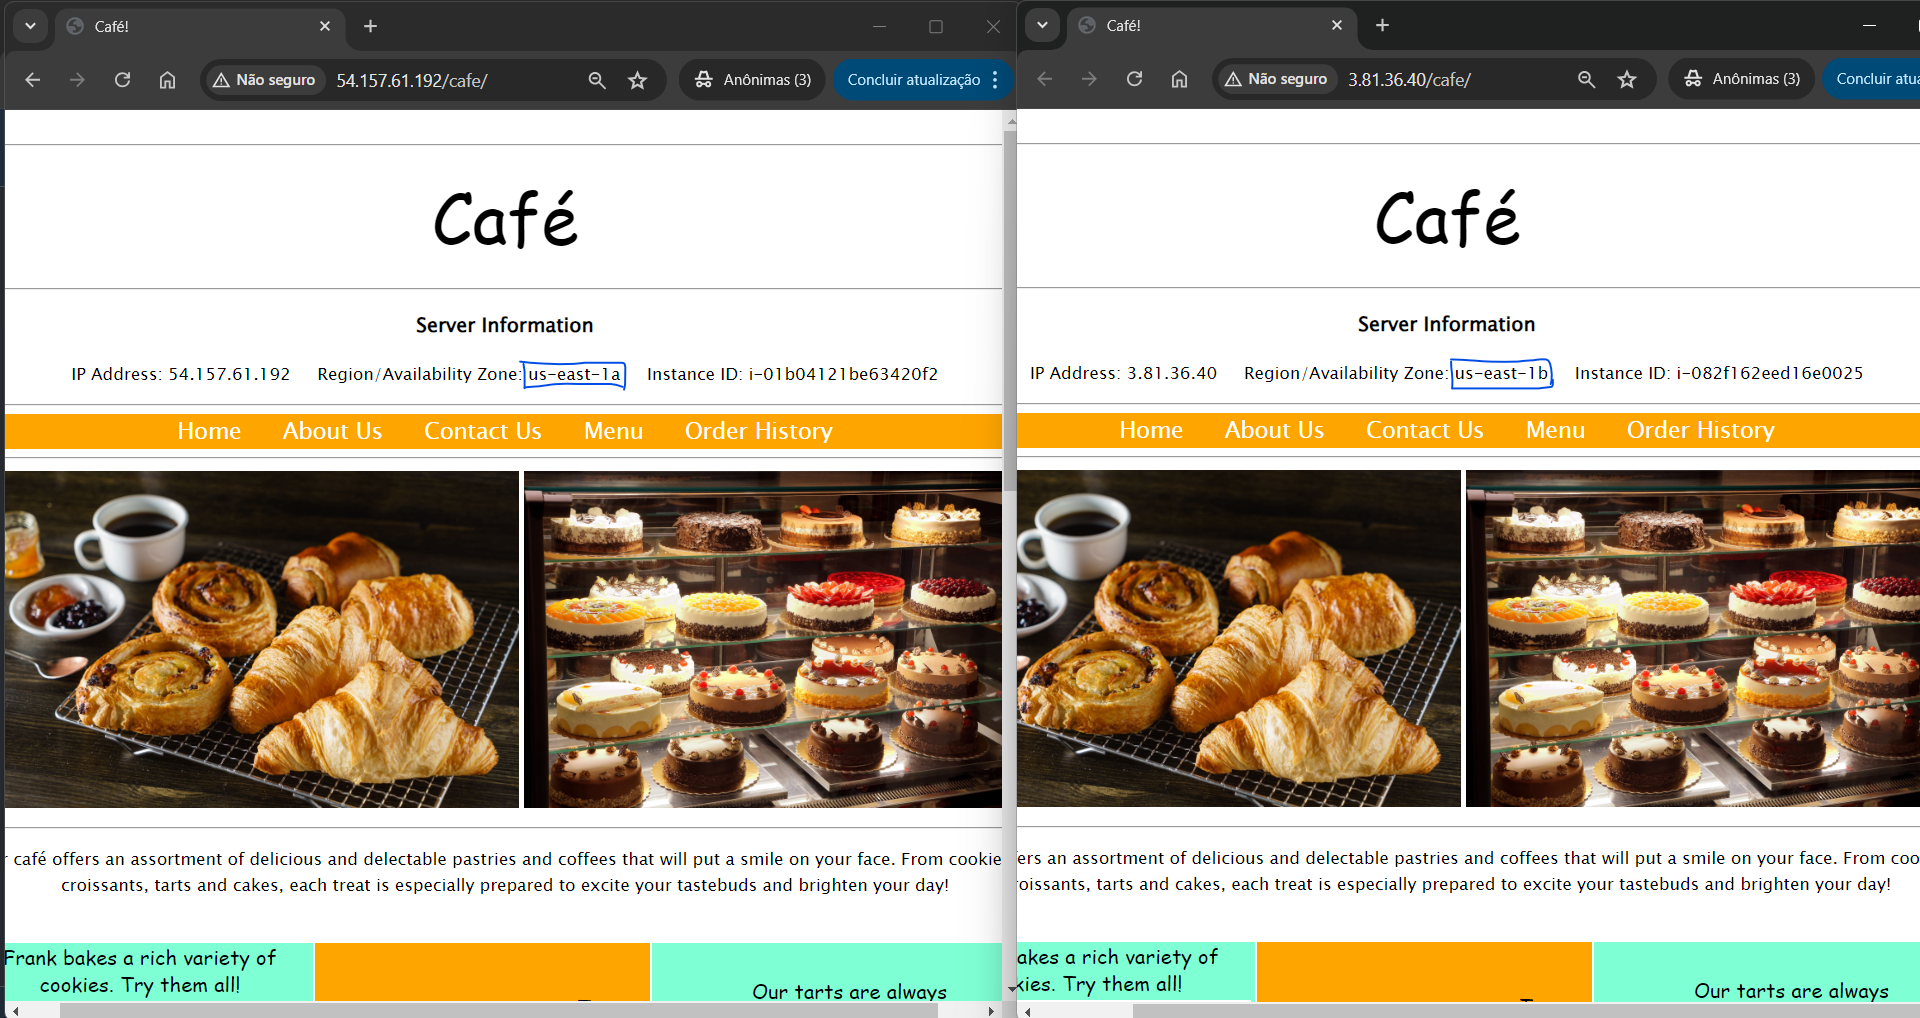 Café!
Não seguro 54.157.61.192/cafe/ Anônimas (3) Concluir atualização
Café
Server Information
IP Address: 54.157.61.192 Region/Availability Zone: us-east-1a Instance ID: i-01b04121be63420f2
Home About Us Contact Us Menu Order History
café offers an assortment of delicious and delectable pastries and coffees that will put a smile on your face. From cookie
croissants, tarts and cakes, each treat is especially prepared to excite your tastebuds and brighten your day!
Frank bakes a rich variety of
cookies. Try them all!
Our tarts are always
Café!
Não seguro 3.81.36.40/cafe/ Anônimas (3) Concluir atua
Café
Server Information
IP Address: 3.81.36.40 Region/Availability Zone: us-east-1b Instance ID: i-082f162eed16e0025
Home About Us Contact Us Menu Order History
fers an assortment of delicious and delectable pastries and coffees that will put a smile on your face. From coo
roissants, tarts and cakes, each treat is especially prepared to excite your tastebuds and brighten your day!
akes a rich variety of
kies. Try them all!
Our tarts are always